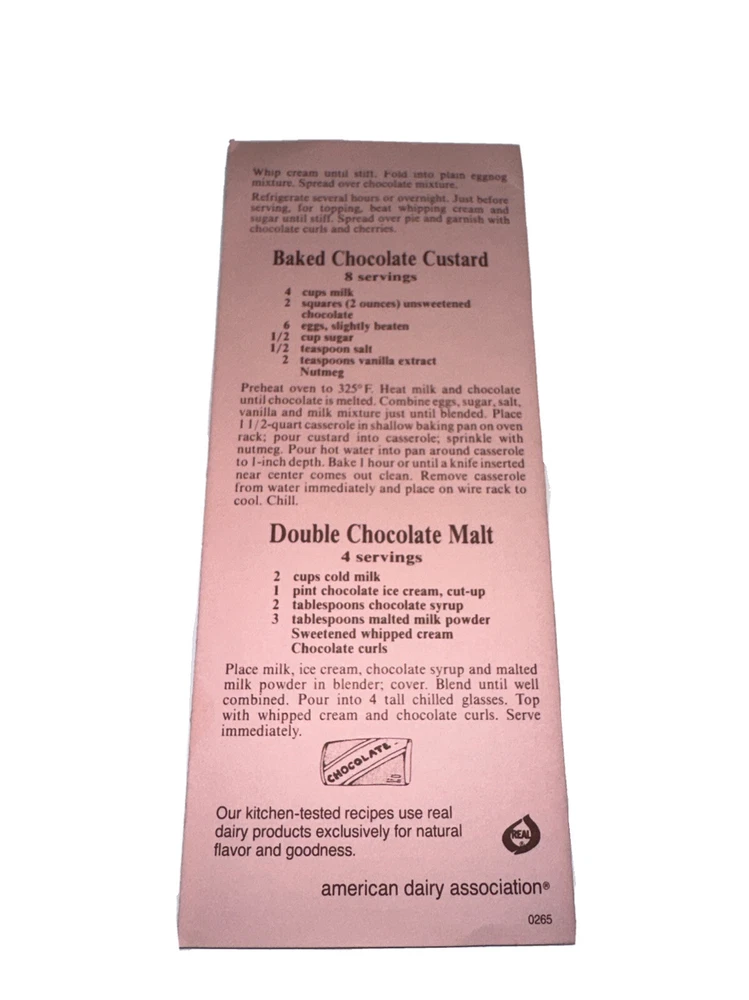 Whip cream until stiff. Fold into plain eggnog
mixture. Spread over chocolate mixture.
Refrigerate several hours or overnight. Just before
serving, for topping, beat whipping cream and
sugar until stiff. Spread over pie and garnish with
chocolate curls and cherries.
Baked Chocolate Custard
8 servings
4 cups milk
2 squares (2 ounces) unsweetened
chocolate
6 eggs, slightly beaten
1/2 cup sugar
1/2 teaspoon salt
2 teaspoons vanilla extract
Nutmeg
Preheat oven to 325° F. Heat milk and chocolate
until chocolate is melted. Combine eggs, sugar, salt,
vanilla and milk mixture just until blended. Place
1 1/2-quart casserole in shallow baking pan on oven
rack; pour custard into casserole; sprinkle with
nutmeg. Pour hot water into pan around casserole
to 1-inch depth. Bake 1 hour or until a knife inserted
near center comes out clean. Remove casserole
from water immediately and place on wire rack to
cool. Chill.
Double Chocolate Malt
4 servings
2 cups cold milk
1 pint chocolate ice cream, cut-up
2 tablespoons chocolate syrup
3 tablespoons malted milk powder
Sweetened whipped cream
Chocolate curls
Place milk, ice cream, chocolate syrup and malted
milk powder in blender; cover. Blend until well
combined. Pour into 4 tall chilled glasses. Top
with whipped cream and chocolate curls. Serve
immediately.
CHOCOLATE
Our kitchen-tested recipes use real
dairy products exclusively for natural
flavor and goodness.
REAL
®
american dairy association®
0265